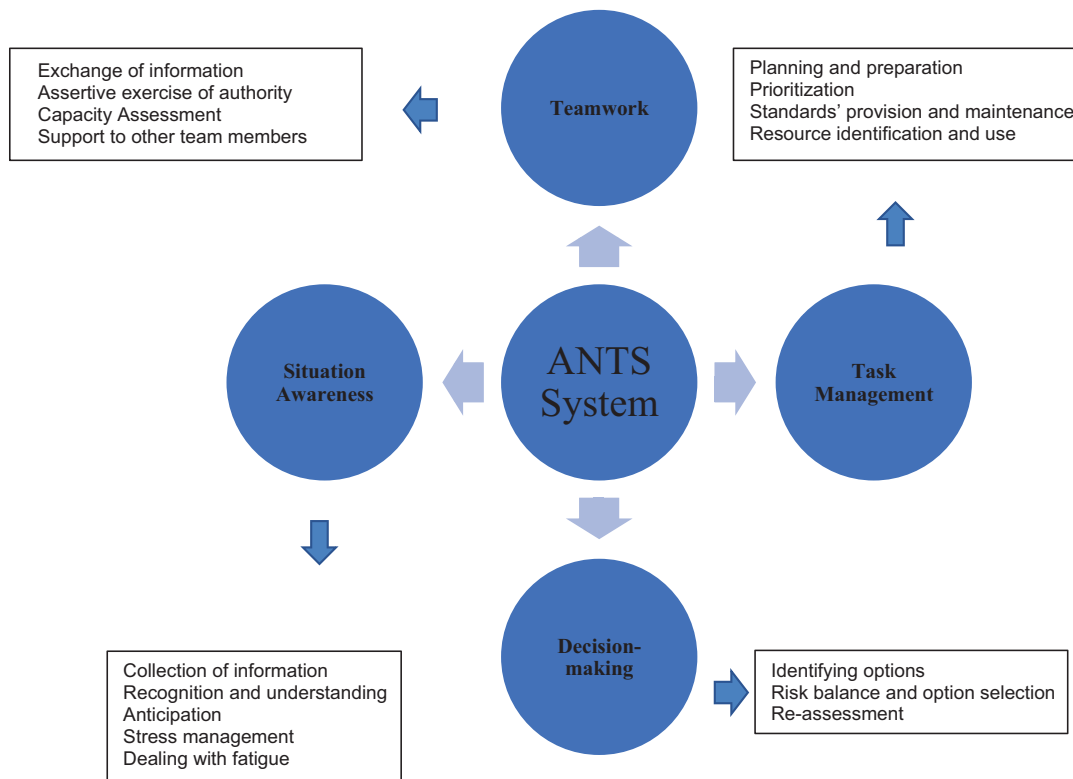 Exchange of information
Assertive exercise of authority
Capacity Assessment
Support to other team members
Teamwork
Planning and preparation
Prioritization
Standards’ provision and maintenance
Resource identification and use
Situation
Awareness
ANTS
System
Task
Management
Collection of information
Recognition and understanding
Anticipation
Stress management
Dealing with fatigue
Decision-
making
Identifying options
Risk balance and option selection
Re-assessment